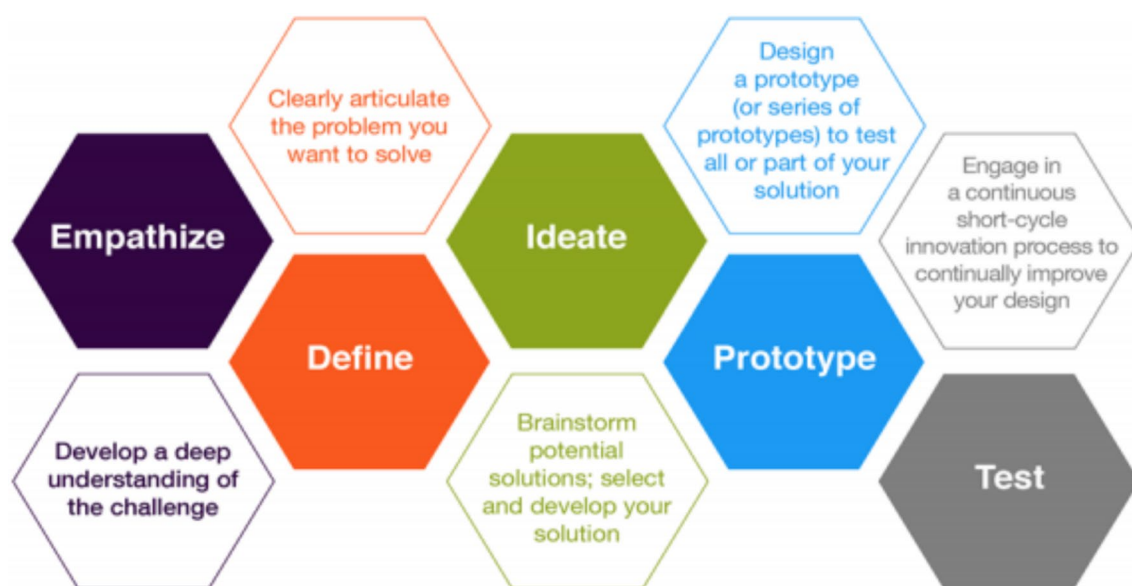 Empathize
Develop a deep
understanding of
the challenge
Clearly articulate
the problem you
want to solve
Define
Ideate
Brainstorm
potential
solutions; select
and develop your
solution
Design
a prototype
(or series of
prototypes) to test
all or part of your
solution
Prototype
Engage in
a continuous
short-cycle
innovation process to
continually improve
your design
Test